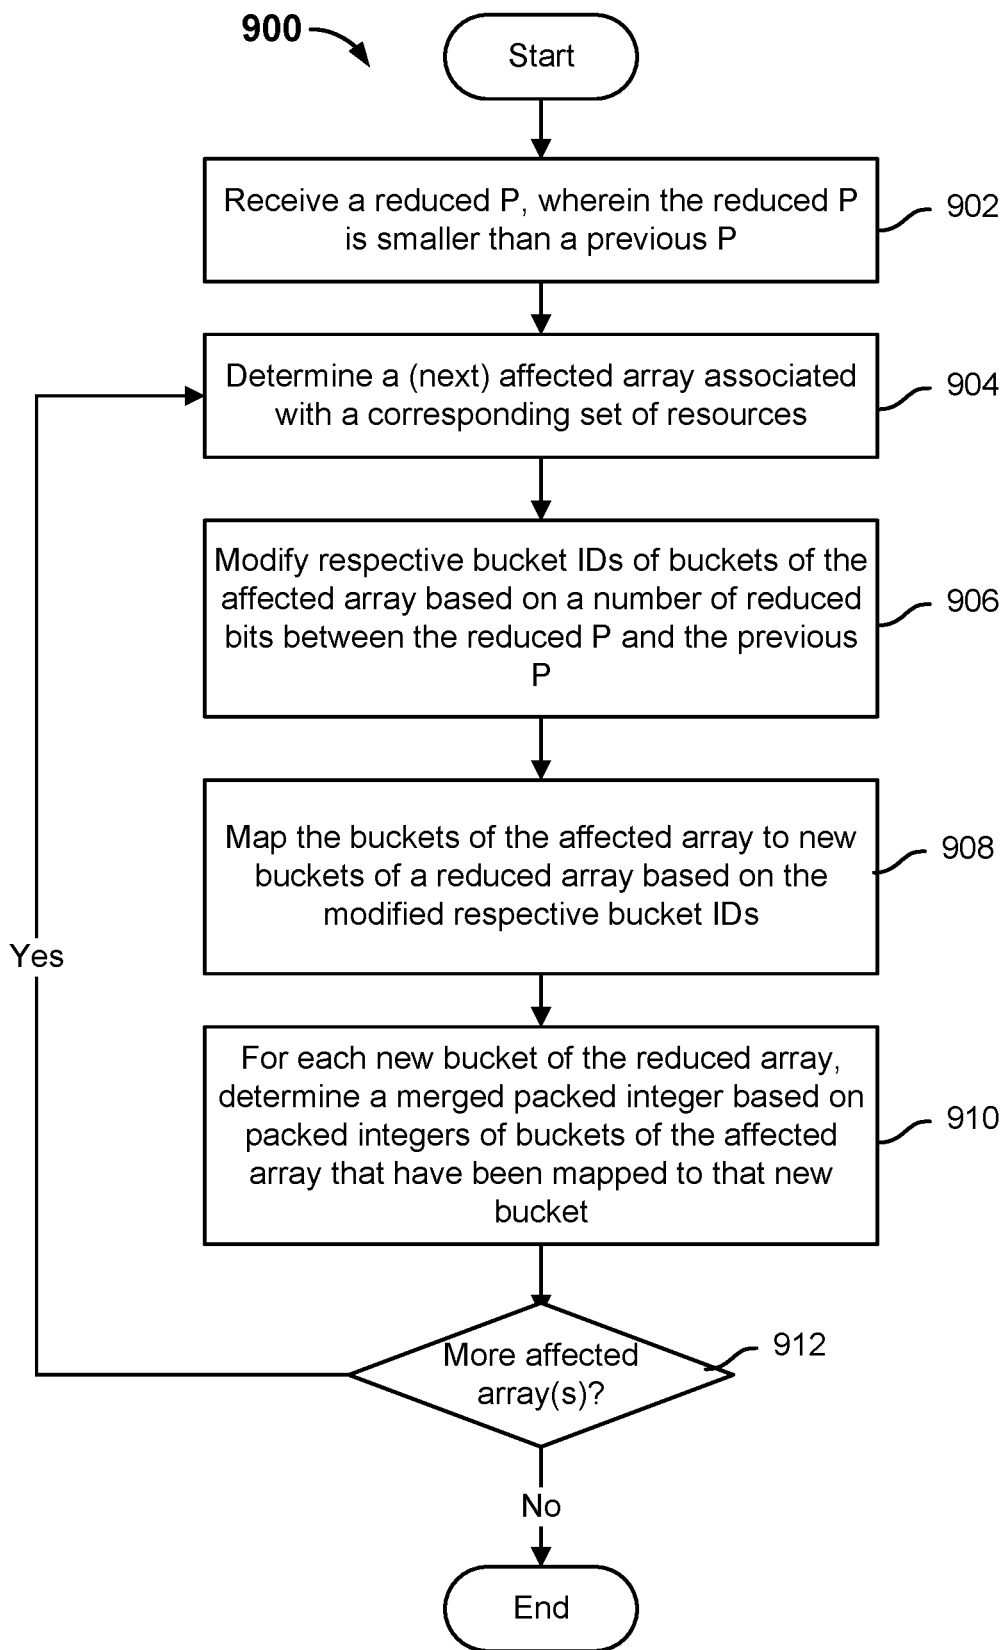 900
Start
Receive a reduced P, wherein the reduced P
is smaller than a previous P
902
Determine a (next) affected array associated
with a corresponding set of resources
904
Modify respective bucket IDs of buckets of the
affected array based on a number of reduced
bits between the reduced P and the previous
P
906
Map the buckets of the affected array to new
buckets of a reduced array based on the
modified respective bucket IDs
908
Yes
For each new bucket of the reduced array,
determine a merged packed integer based on
packed integers of buckets of the affected
array that have been mapped to that new
bucket
910
More affected
array(s)?
912
No
End